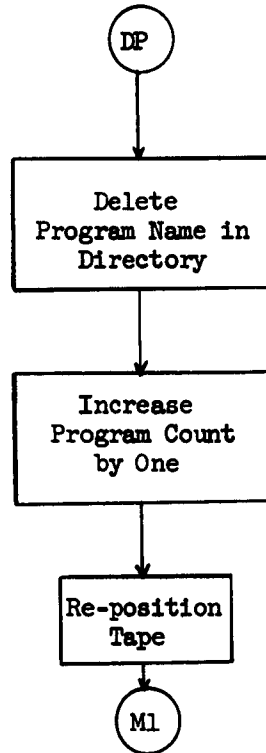 DP
Delete
Program Name in
Directory
Increase
Program Count
by One
Re-position
Tape
M1